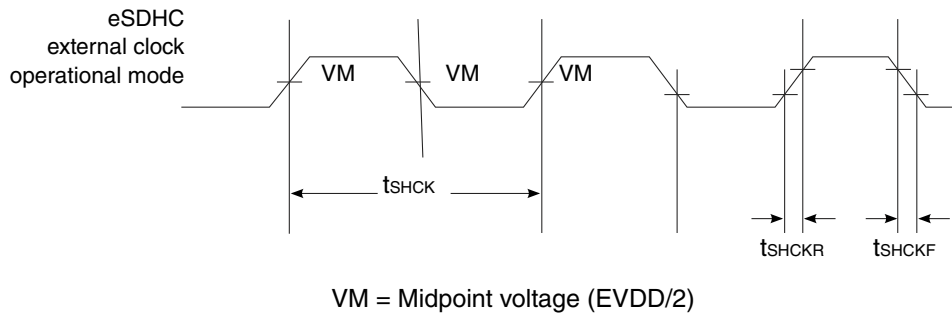 eSDHC
external clock
operational mode
VM VM VM
tSHCK
tSHCKR tSHCKF
VM = Midpoint voltage (EVDD/2)